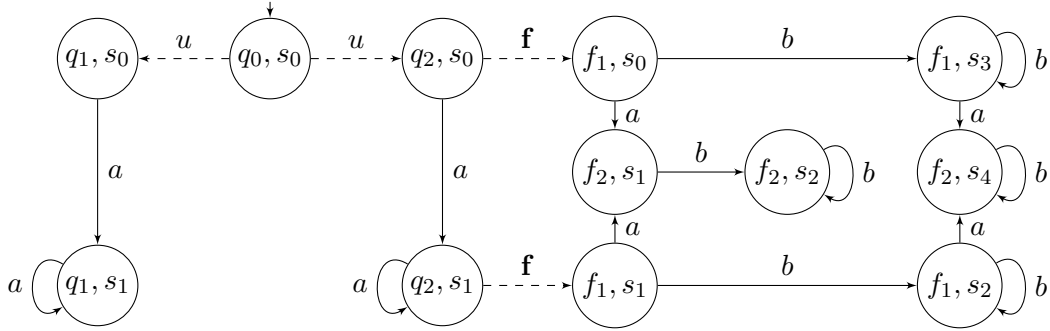 u u f b
q₁, s₀ q₀, s₀ q₂, s₀ f₁, s₀ f₁, s₃ b
a a
b
a a f₂, s₁ f₂, s₂ b f₂, s₄ b
a a
f b
a q₁, s₁ a q₂, s₁ f₁, s₁ f₁, s₂ b